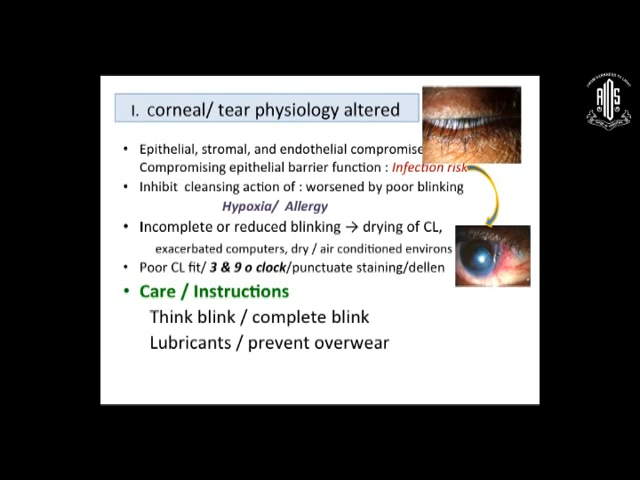 I. corneal/ tear physiology altered
• Epithelial, stromal, and endothelial compromise
Compromising epithelial barrier function : Infection risk
• Inhibit cleansing action of : worsened by poor blinking
Hypoxia/ Allergy
• Incomplete or reduced blinking → drying of CL,
exacerbated computers, dry / air conditioned environs
• Poor CL fit/ 3 & 9 o clock/punctuate staining/dellen
• Care / Instructions
Think blink / complete blink
Lubricants / prevent overwear